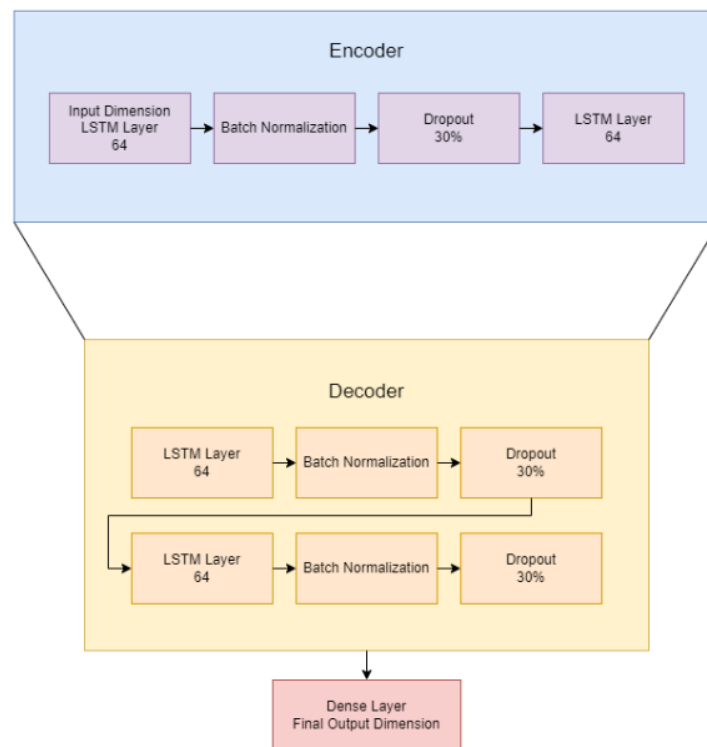 Encoder
Input Dimension
LSTM Layer
64
Batch Normalization
Dropout
30%
LSTM Layer
64
Decoder
LSTM Layer
64
Batch Normalization
Dropout
30%
LSTM Layer
64
Batch Normalization
Dropout
30%
Dense Layer
Final Output Dimension